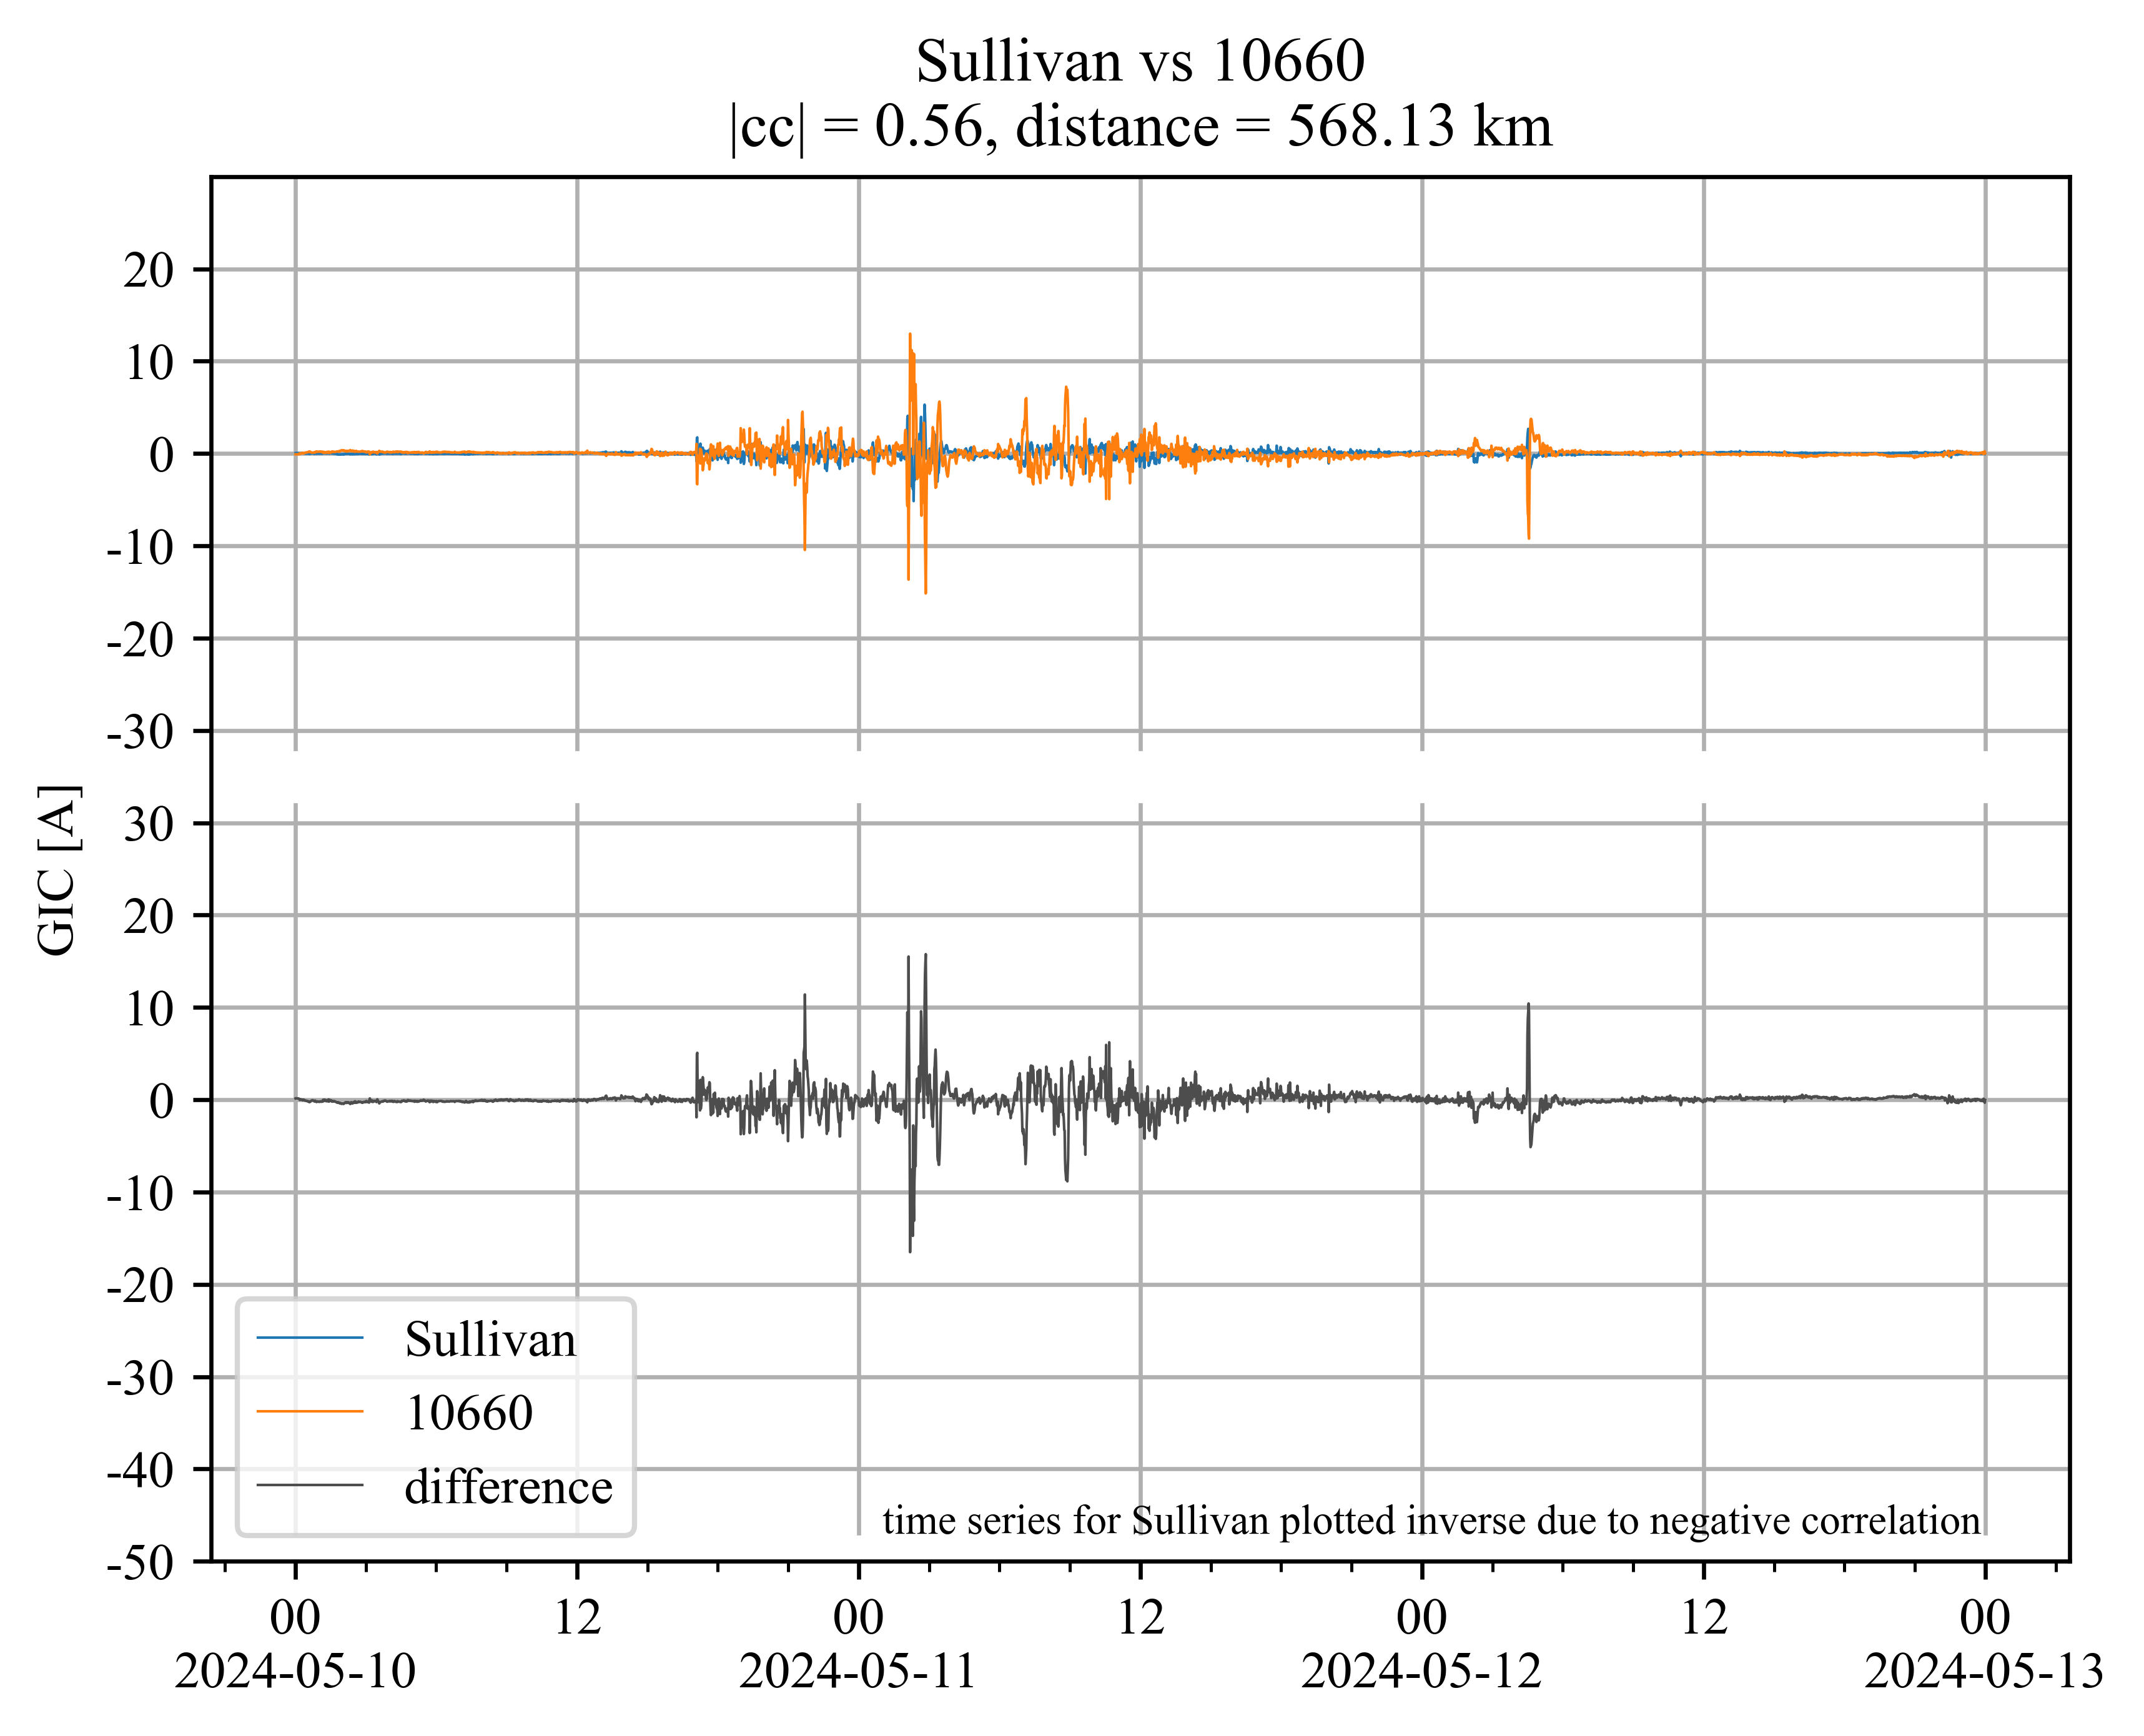 Sullivan vs 10660
|cc| = 0.56, distance = 568.13 km
GIC [A]
20
10
0
-10
-20
-30
30
20
10
0
-10
-20
-30
-40
-50
Sullivan
10660
difference
time series for Sullivan plotted inverse due to negative correlation
00 12 00 12 00 12 00
2024-05-10 2024-05-11 2024-05-12 2024-05-13